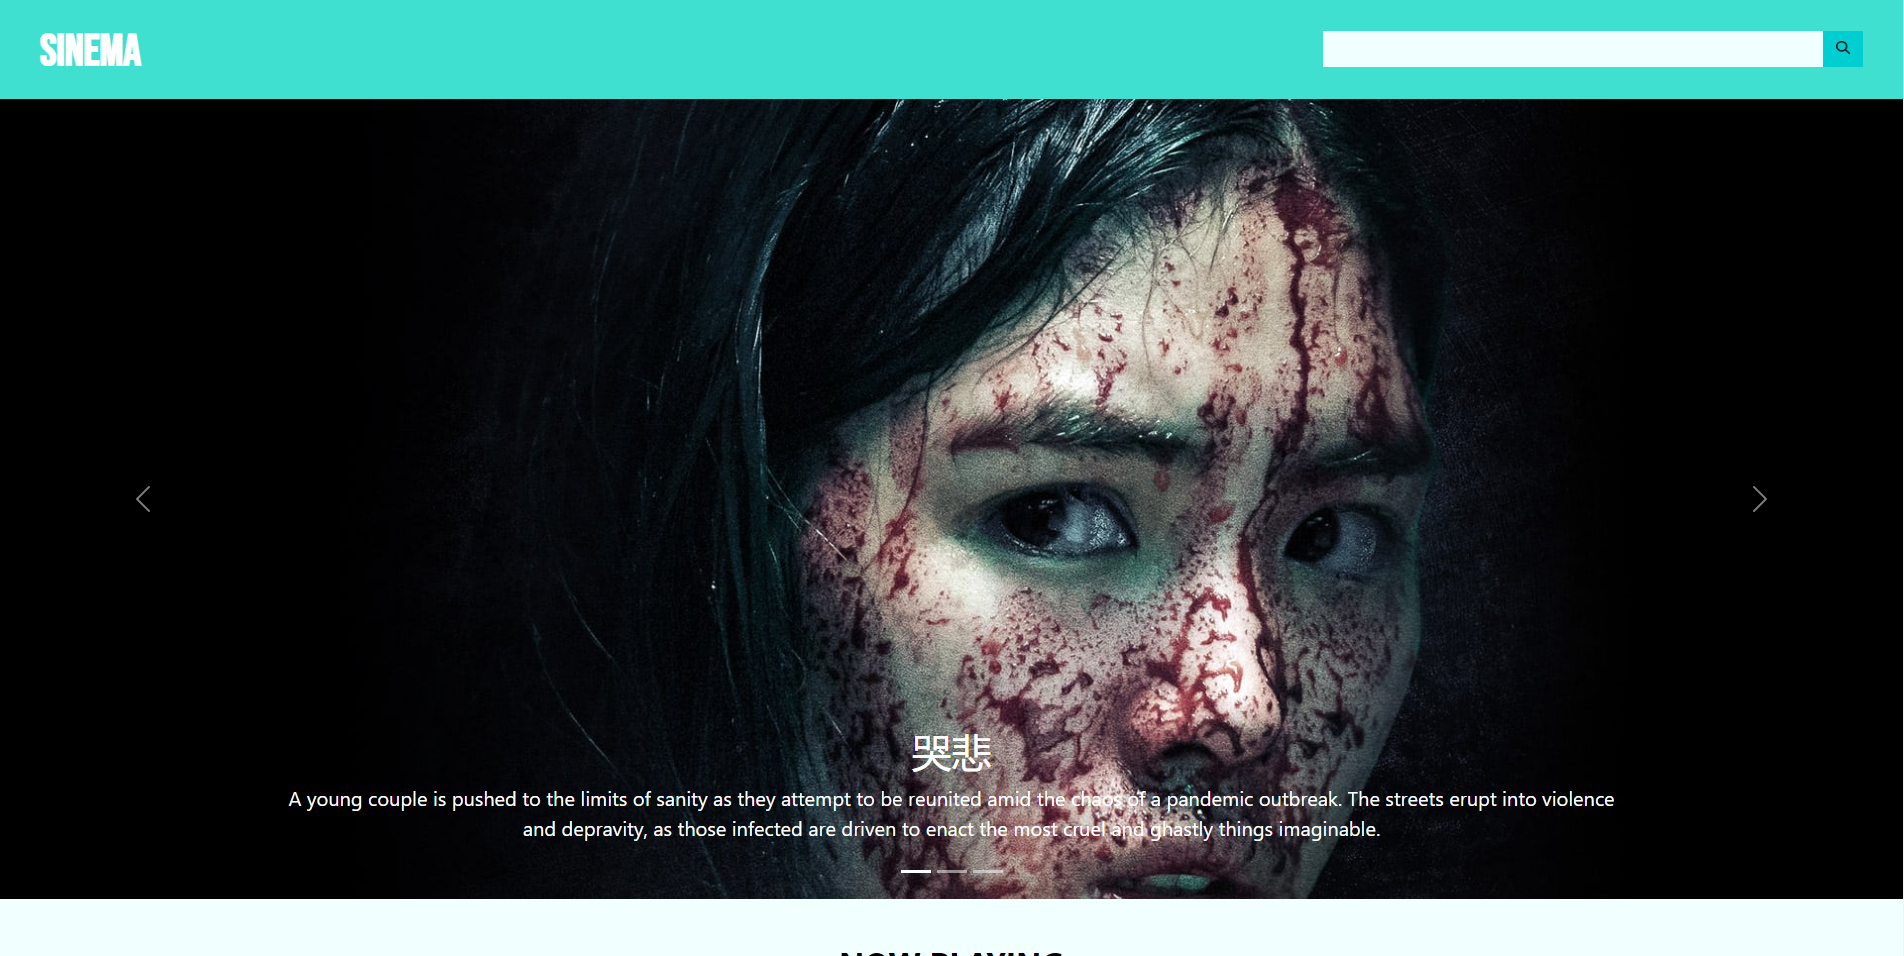 SINEMA
哭悲
A young couple is pushed to the limits of sanity as they attempt to be reunited amid the chaos of a pandemic outbreak. The streets erupt into violence
and depravity, as those infected are driven to enact the most cruel and ghastly things imaginable.
NOW PLAYING